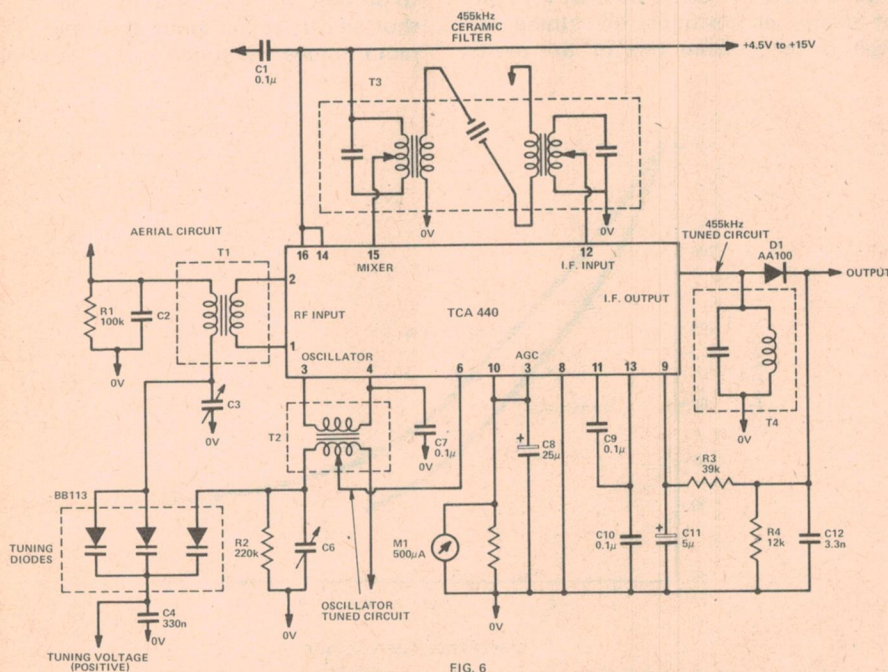 455kHz
CERAMIC
FILTER
+4.5V to +15V
C1
0.1µ
T3
0V
0V
AERIAL CIRCUIT
T1
16
14
15
MIXER
12
I.F. INPUT
455kHz
TUNED CIRCUIT
D1
AA100
OUTPUT
R1
100k
C2
0V
2
RF INPUT
1
TCA 440
I.F. OUTPUT
OSCILLATOR
3
4
6
10
AGC
3
8
11
13
9
C3
0V
T2
C7
0.1µ
0V
C8
25µ
C9
0.1µ
T4
0V
R3
39k
BB113
TUNING
DIODES
R2
220k
C6
M1
500µA
C10
0.1µ
C11
5µ
R4
12k
C12
3.3n
C4
330n
0V
0V
OSCILLATOR
TUNED CIRCUIT
0V
TUNING VOLTAGE
(POSITIVE)
FIG. 6